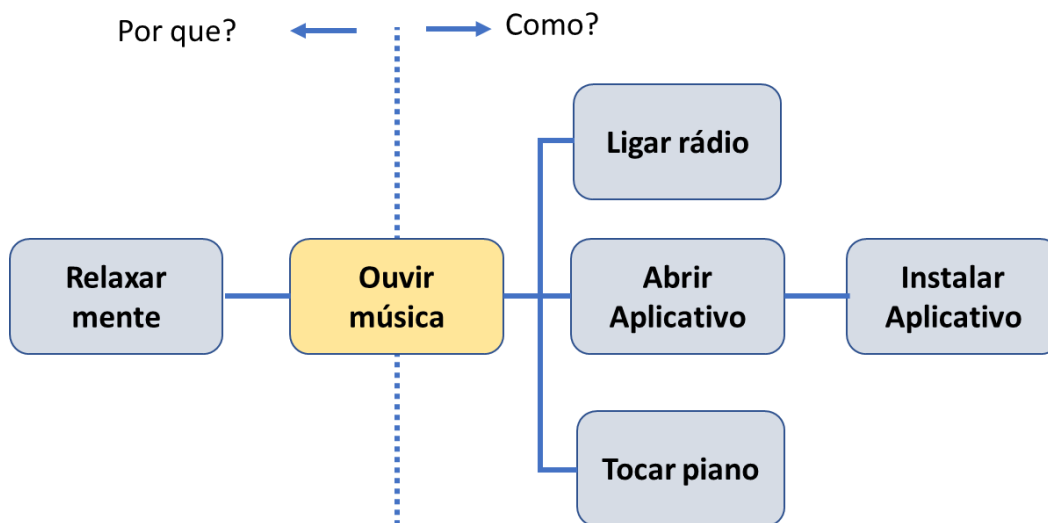 Por que?
Como?
Ligar rádio
Relaxar
mente
Ouvir
música
Abrir
Aplicativo
Instalar
Aplicativo
Tocar piano